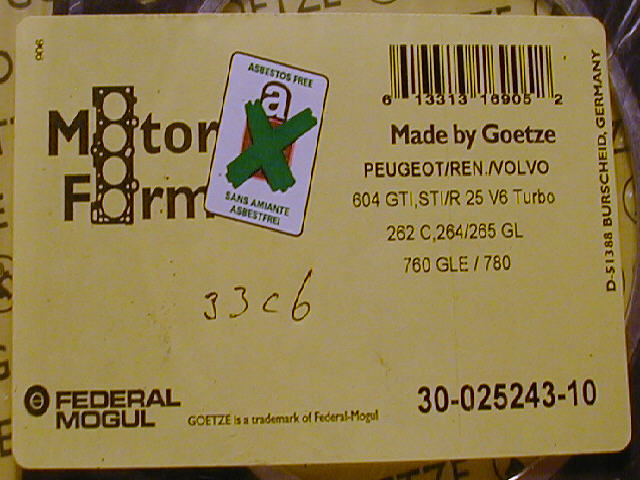 906
ASBESTOS FREE
a
SANS AMIANTE
ASBESTFREI
Motor
Form
6 13313 16905 2
Made by Goetze
PEUGEOT/REN./VOLVO
604 GTI,STI/R 25 V6 Turbo
262 C,264/265 GL
760 GLE / 780
D-51388 BURSCHEID, GERMANY
33C6
FEDERAL
MOGUL
GOETZE is a trademark of Federal-Mogul
30-025243-10